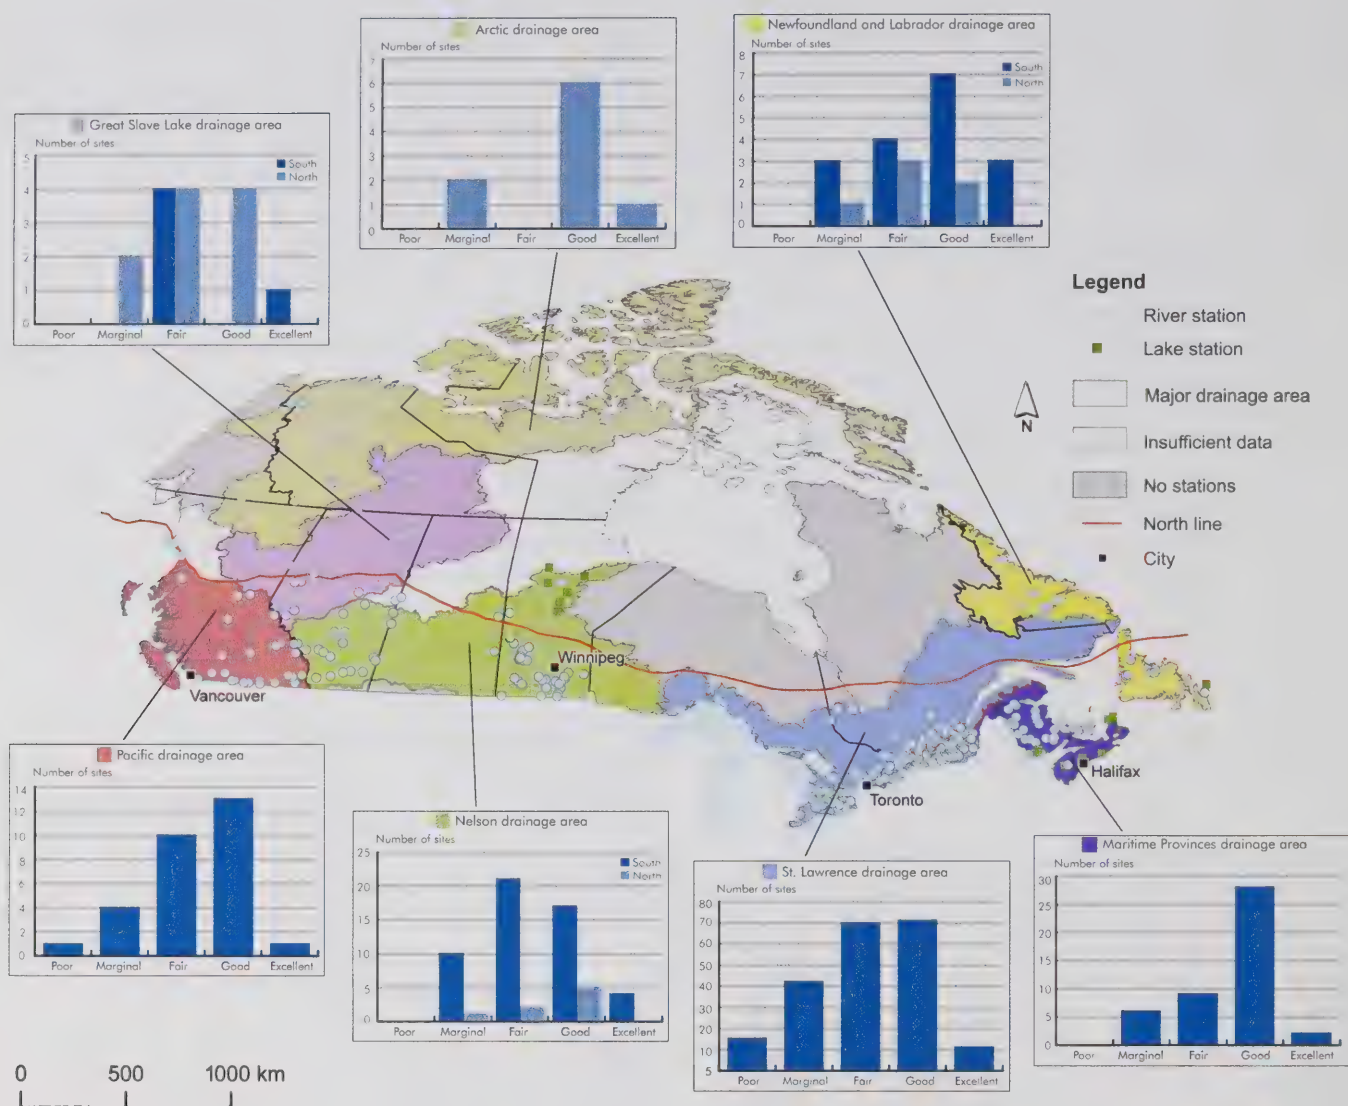 Arctic drainage area
Number of sites
7
6
5
4
3
2
1
0
Poor Marginal Fair Good Excellent
Newfoundland and Labrador drainage area
Number of sites
8
7
6
5
4
3
2
1
0
South
North
Poor Marginal Fair Good Excellent
Great Slave Lake drainage area
Number of sites
5
4
3
2
1
0
South
North
Poor Marginal Fair Good Excellent
Legend
River station
Lake station
Major drainage area
Insufficient data
No stations
North line
City
N
Vancouver
Winnipeg
Toronto
Halifax
Pacific drainage area
Number of sites
14
12
10
8
6
4
2
0
Poor Marginal Fair Good Excellent
Nelson drainage area
Number of sites
25
20
15
10
5
0
South
North
Poor Marginal Fair Good Excellent
St. Lawrence drainage area
Number of sites
80
70
60
50
40
30
20
10
5
Poor Marginal Fair Good Excellent
Maritime Provinces drainage area
Number of sites
30
25
20
15
10
5
0
Poor Marginal Fair Good Excellent
0 500 1000 km